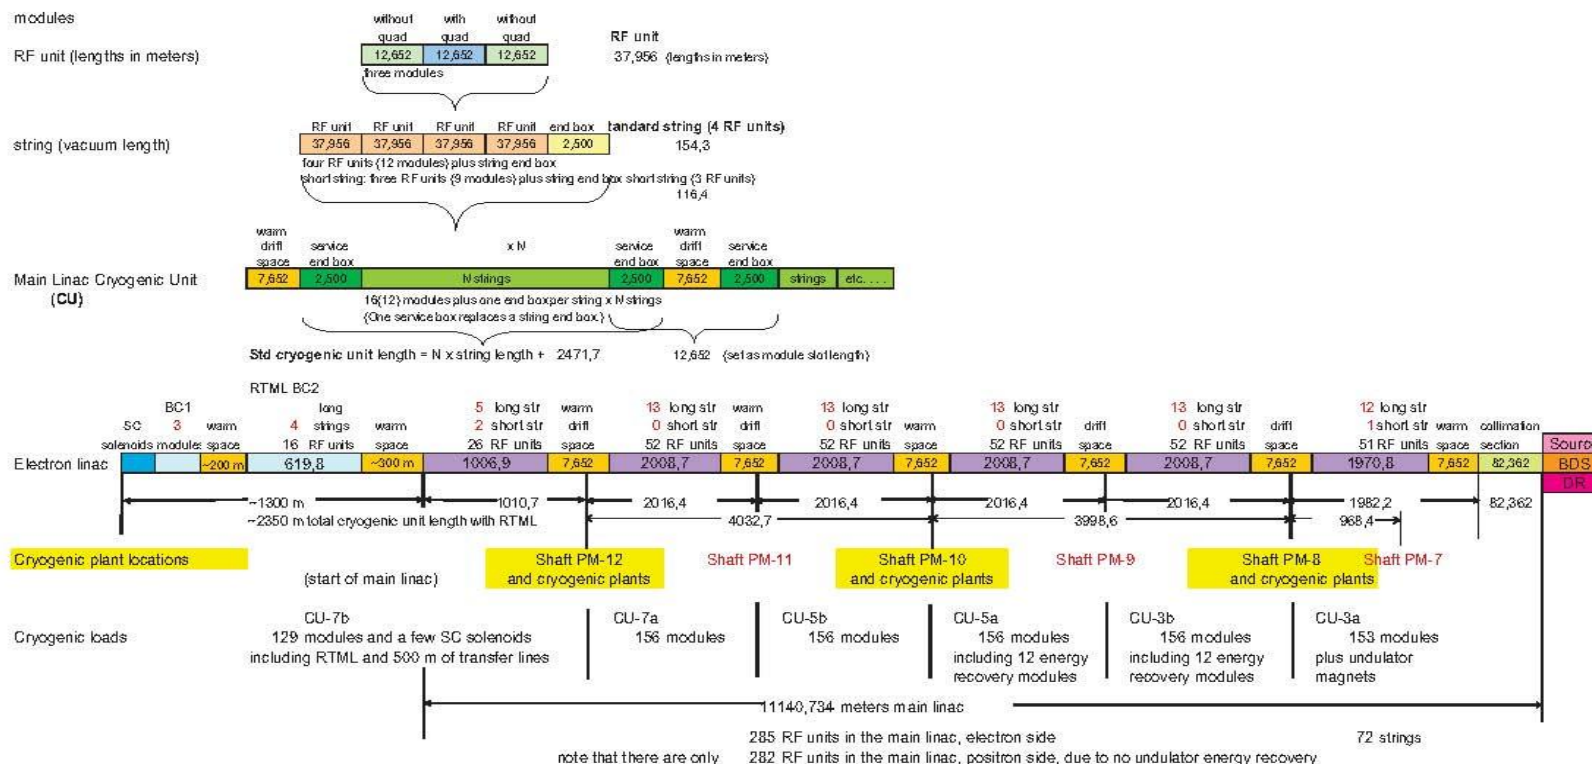 modules
without with without
quad quad quad RF unit
RF unit (lengths in meters) 12,652 12,652 12,652 37,956 {lengths in meters}
three modules
RF unit RF unit RF unit RF unit end box tandard string (4 RF units)
string (vacuum length) 37,956 37,956 37,956 37,956 2,500 154,3
four RF units {12 modules} plus string end box
short string: three RF units {9 modules} plus string end box short string {3 RF units}
116,4
warm warm
drift service x N service drift service
space end box end box space end box
Main Linac Cryogenic Unit 7,652 2,500 N strings 2,500 7,652 2,500 strings etc. . . .
(CU) 16{12} modules plus one end box per string x N strings
{One service box replaces a string end box.}
Std cryogenic unit length = N x string length + 2471,7 12,652 {set as module slot length}
RTML BC2
BC1 long 5 long str warm 13 long str warm 13 long str 13 long str 13 long str 12 long str
SC 3 warm 4 strings warm 2 short str drift 0 short str drift 0 short str warm 0 short str drift 0 short str drift 1 short str warm collimation
solenoids modules space 16 RF units space 26 RF units space 52 RF units space 52 RF units space 52 RF units space 52 RF units space 51 RF units space section Source
Electron linac ~200 m 619,8 ~300 m 1006,9 7,652 2008,7 7,652 2008,7 7,652 2008,7 7,652 2008,7 7,652 1970,8 7,652 82,362 BDS
DR
~1300 m 1010,7 2016,4 2016,4 2016,4 2016,4 1982,2 82,362
~2350 m total cryogenic unit length with RTML 4032,7 3998,6 968,4
Cryogenic plant locations Shaft PM-12 Shaft PM-11 Shaft PM-10 Shaft PM-9 Shaft PM-8 Shaft PM-7
(start of main linac) and cryogenic plants and cryogenic plants and cryogenic plants
CU-7b CU-7a CU-5b CU-5a CU-3b CU-3a
Cryogenic loads 129 modules and a few SC solenoids 156 modules 156 modules 156 modules 156 modules 153 modules
including RTML and 500 m of transfer lines including 12 energy including 12 energy plus undulator
recovery modules recovery modules magnets
11140,734 meters main linac
285 RF units in the main linac, electron side 72 strings
note that there are only 282 RF units in the main linac, positron side, due to no undulator energy recovery